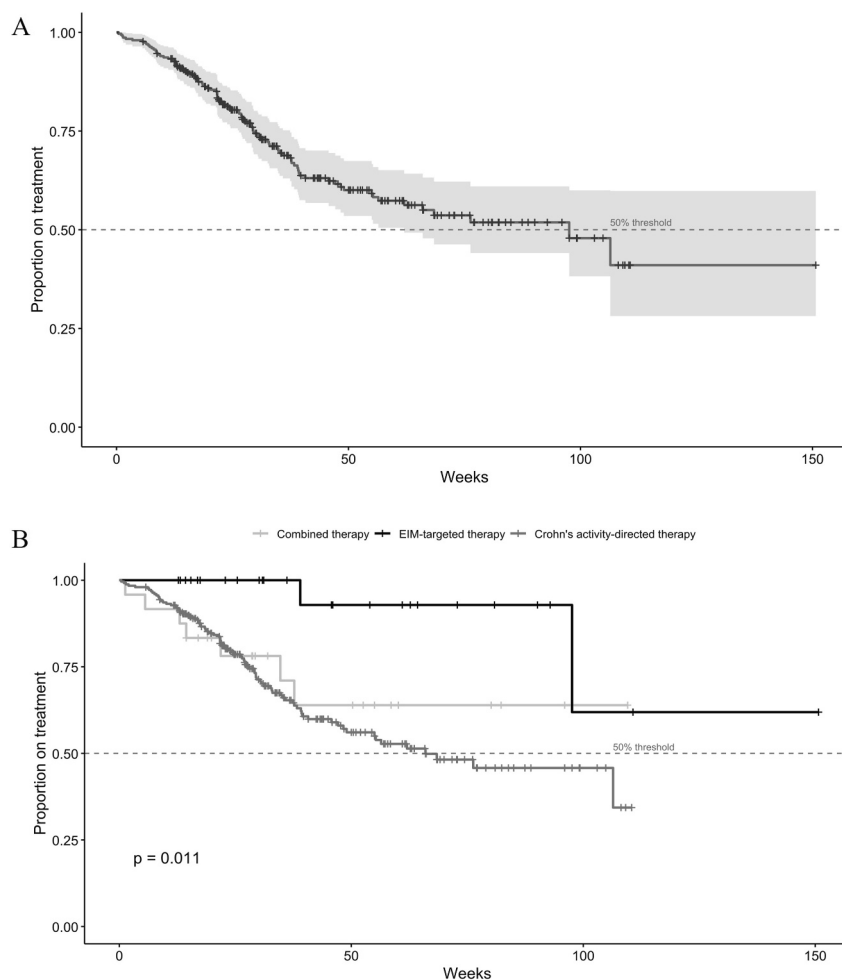 A
1.00
0.75
0.50
0.25
0.00
Proportion on treatment
50% threshold
0
50
100
150
Weeks
B
Combined therapy EIM-targeted therapy Crohn's activity-directed therapy
1.00
0.75
0.50
0.25
0.00
Proportion on treatment
50% threshold
p = 0.011
0
50
100
150
Weeks